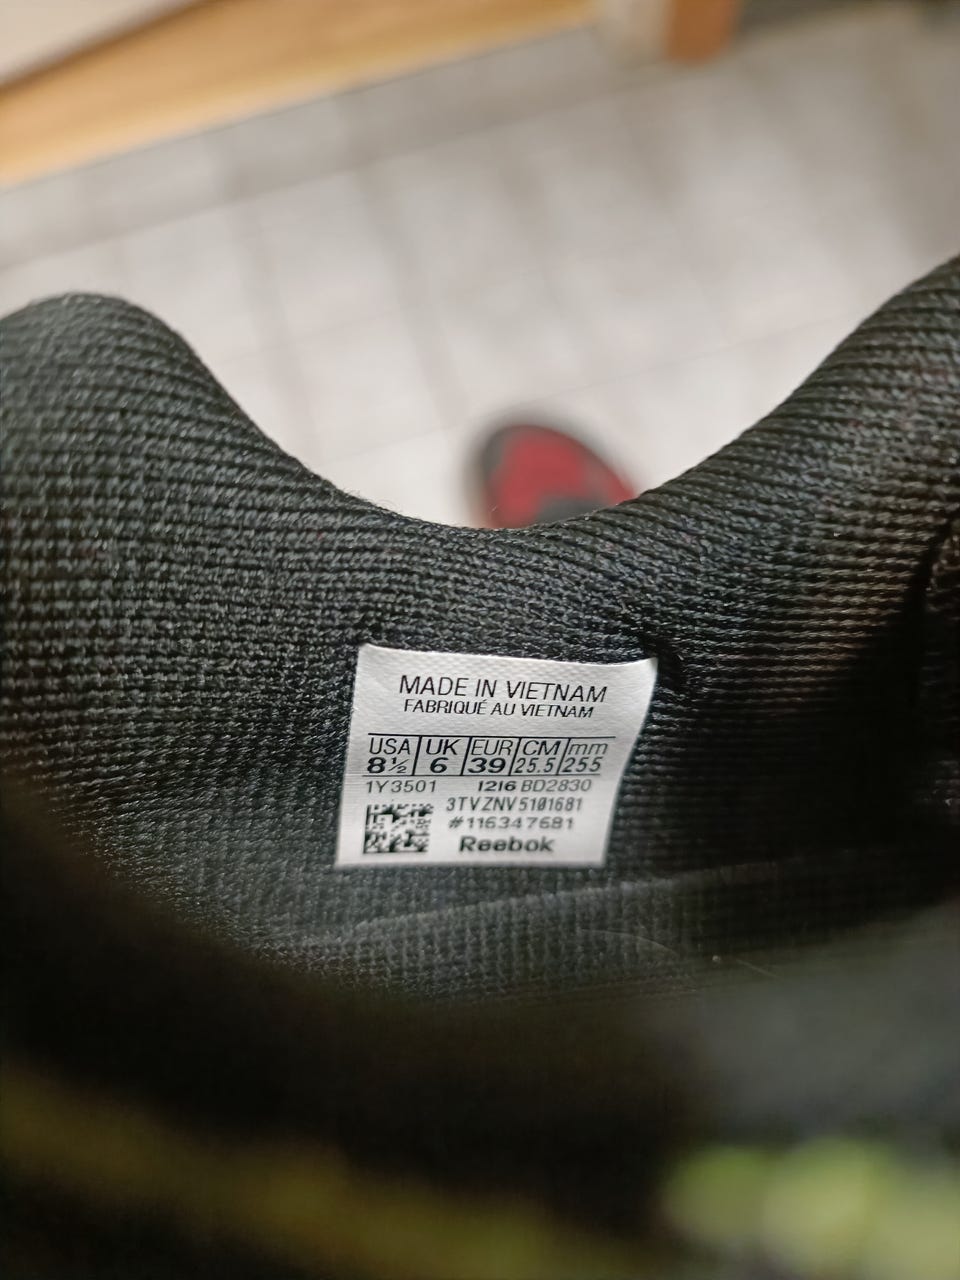 MADE IN VIETNAM
FABRIQUÉ AU VIETNAM
USA UK EUR CM mm
8½ 6 39 25.5 255
1Y3501 1216 BD2830
3TVZNV5101681
#116347681
Reebok